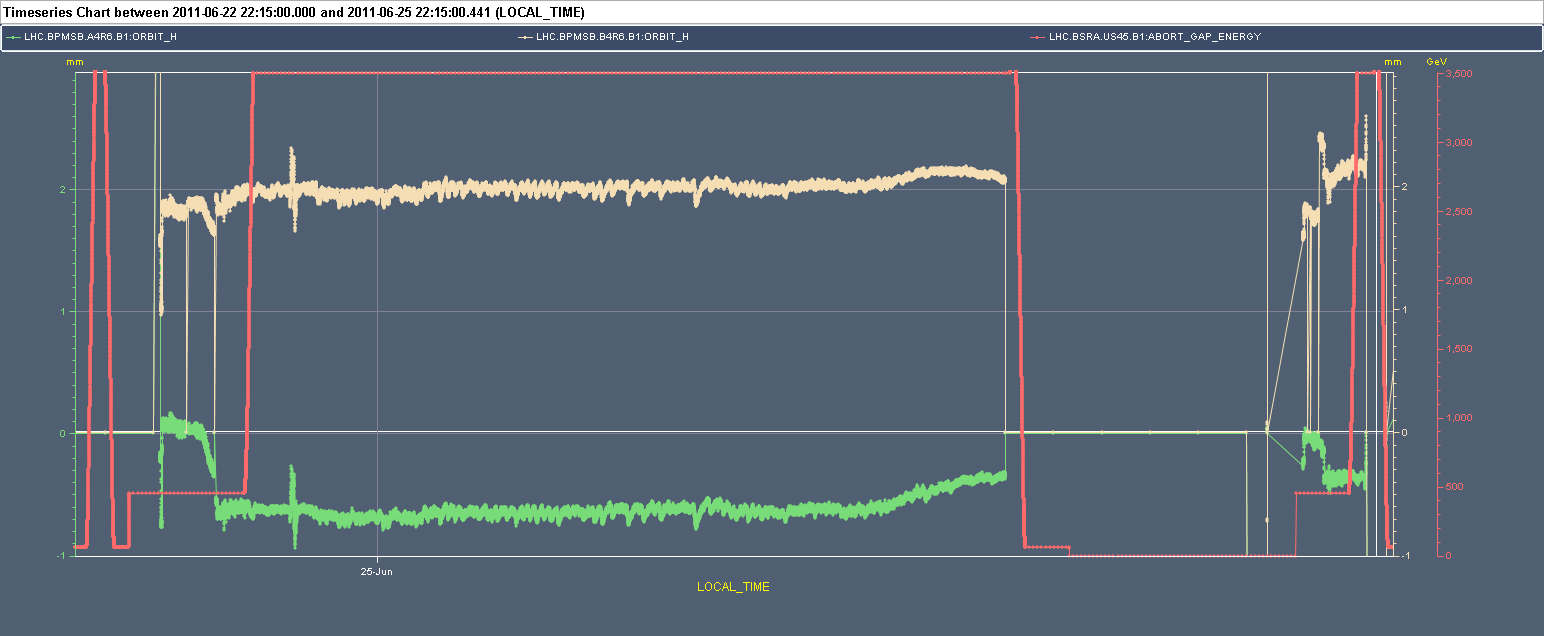 Timeseries Chart between 2011-06-22 22:15:00.000 and 2011-06-25 22:15:00.441 (LOCAL_TIME)
LHC.BPMSB.A4R6.B1:ORBIT_H LHC.BPMSB.B4R6.B1:ORBIT_H LHC.BSRA.US45.B1:ABORT_GAP_ENERGY
mm mm GeV
3,500
3,000
2 2
2,500
2,000
1 1
1,500
1,000
0 0
500
-1 -1 0
25-Jun
LOCAL_TIME